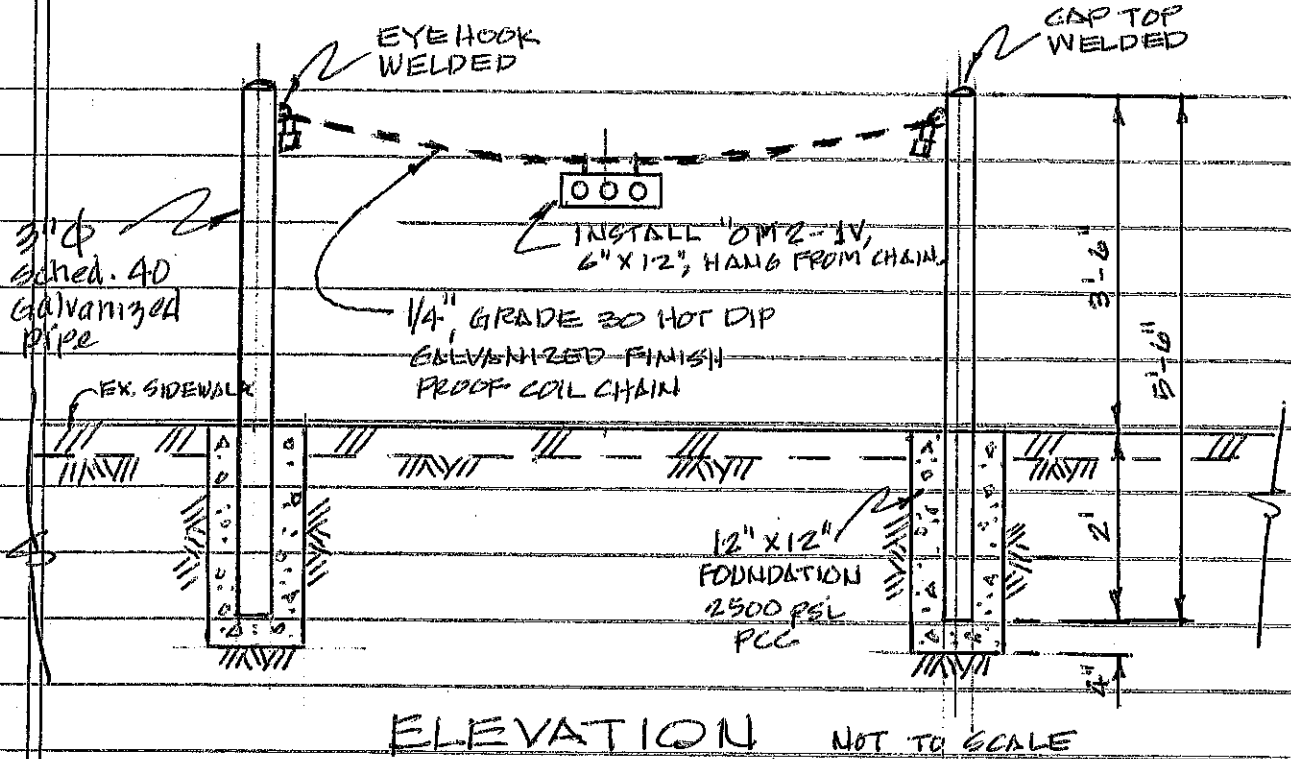 EYE HOOK
WELDED
CAP TOP
WELDED
3" Φ
Sched. 40
Galvanized
pipe
INSTALL "OM2-1V,
6" X 12", HANG FROM CHAIN.
1/4", GRADE 30 HOT DIP
GALVANIZED FINISH
PROOF COIL CHAIN
EX. SIDEWALK
3'-6"
5'-6"
2'
12" X 12"
FOUNDATION
2500 PSI
PCC
4"
ELEVATION NOT TO SCALE